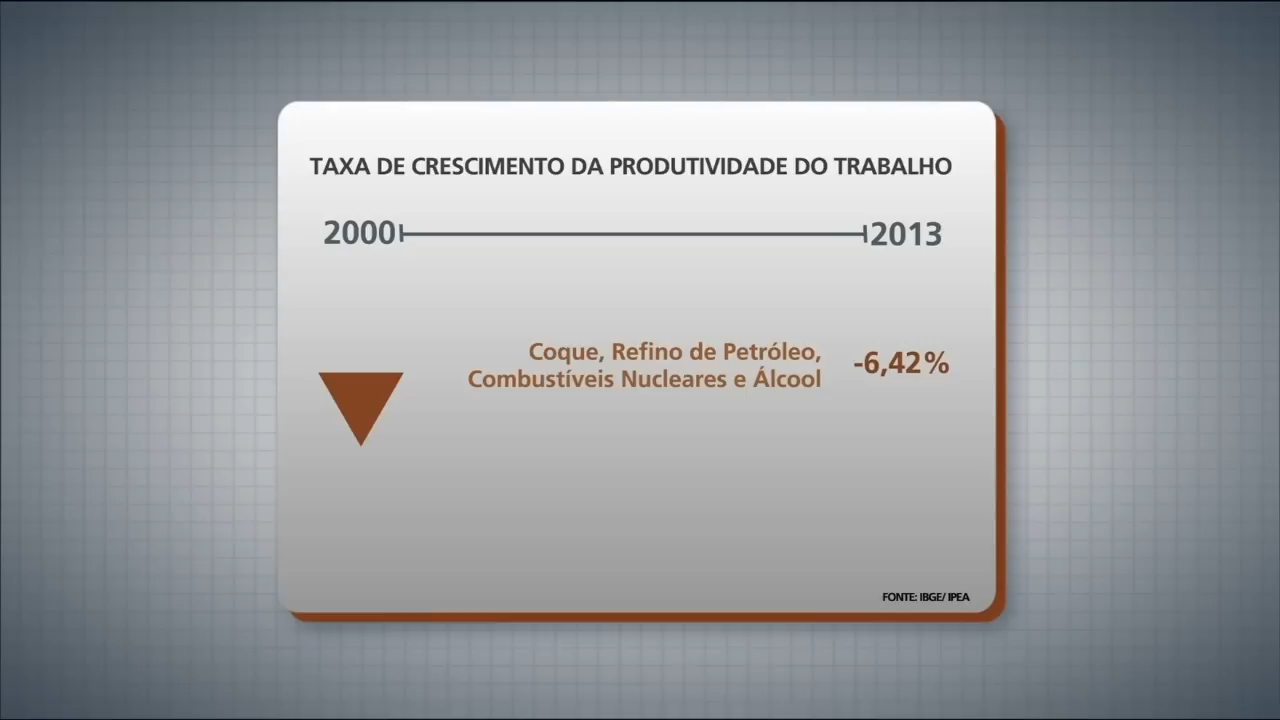 TAXA DE CRESCIMENTO DA PRODUTIVIDADE DO TRABALHO
2000 2013
Coque, Refino de Petróleo,
Combustíveis Nucleares e Álcool
-6,42%
FONTE: IBGE/ IPEA